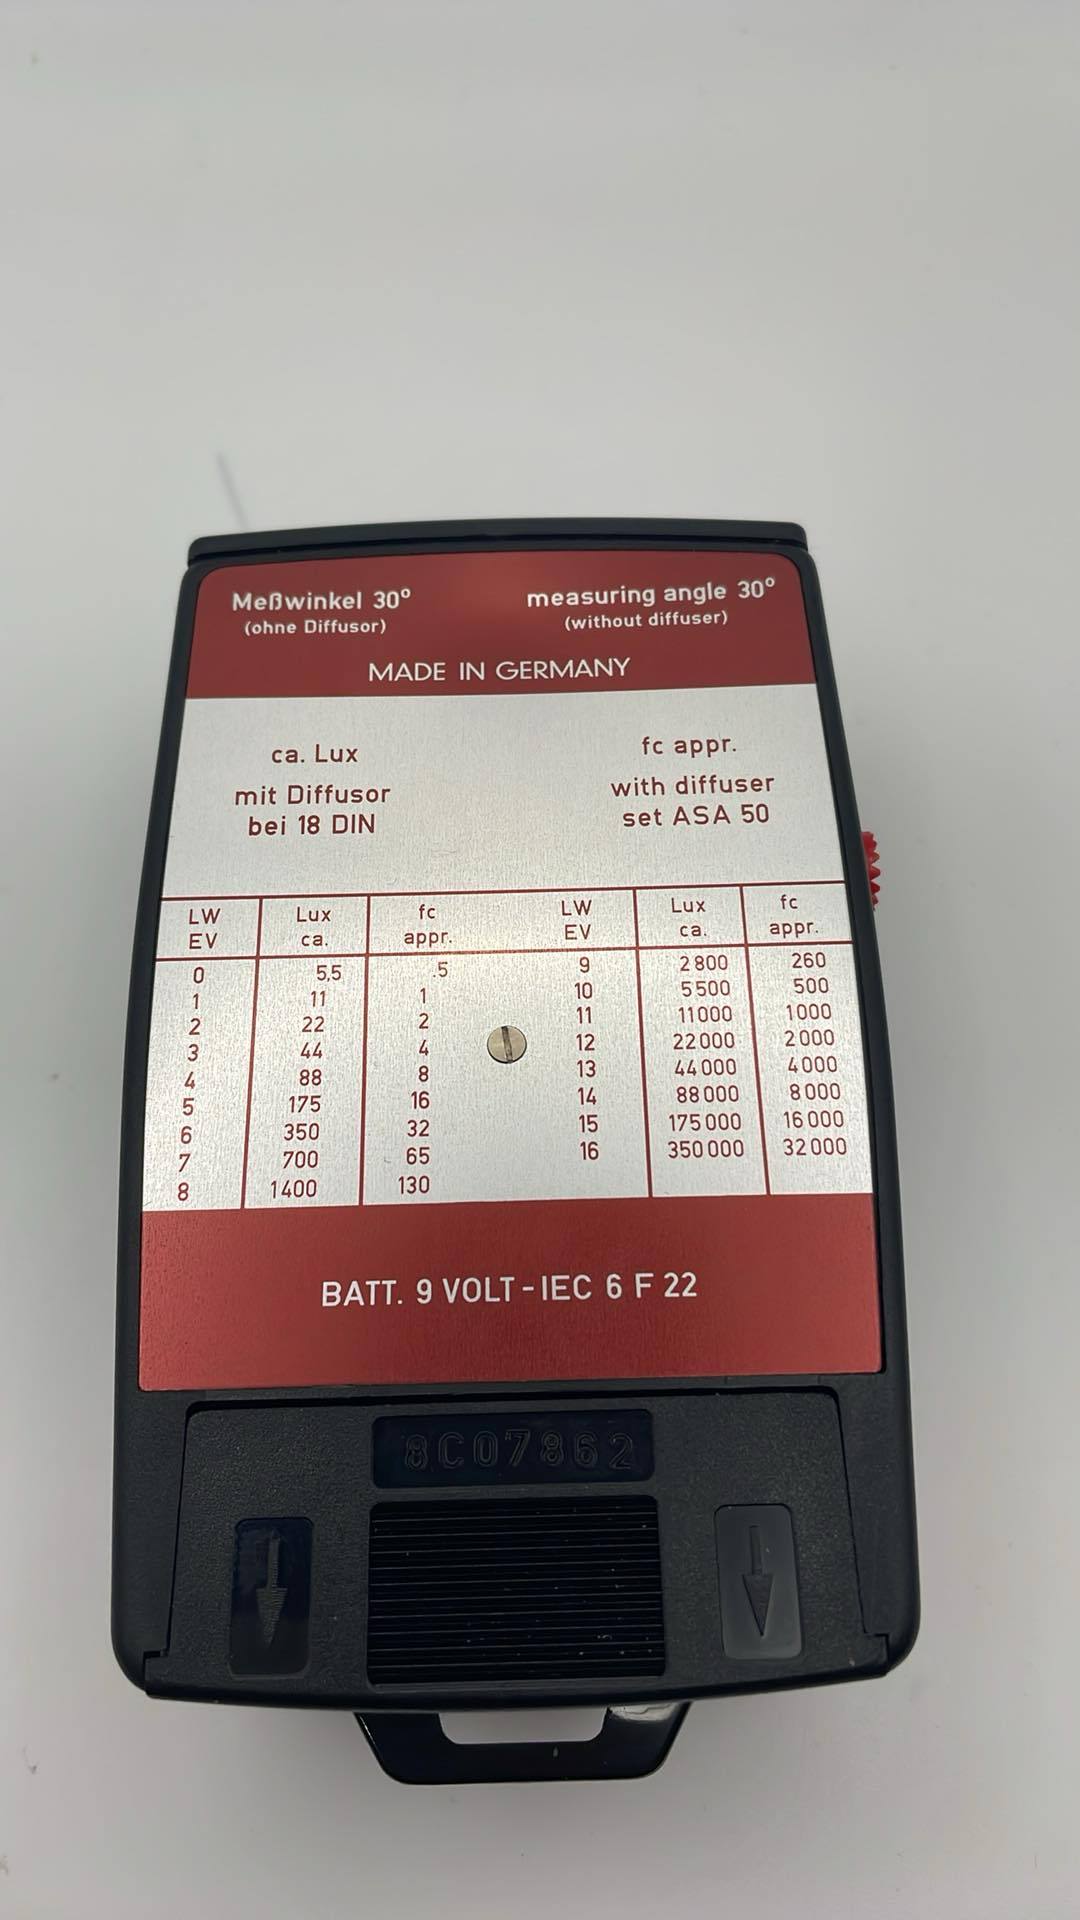 Meßwinkel 30° measuring angle 30°
(ohne Diffusor) (without diffuser)
MADE IN GERMANY
ca. Lux fc appr.
mit Diffusor with diffuser
bei 18 DIN set ASA 50
LW Lux fc LW Lux fc
EV ca. appr. EV ca. appr.
0 5,5 .5 9 2 800 260
1 11 1 10 5 500 500
2 22 2 11 11 000 1000
3 44 4 12 22 000 2 000
4 88 8 13 44 000 4 000
5 175 16 14 88 000 8 000
6 350 32 15 175 000 16 000
7 700 65 16 350 000 32 000
8 1400 130
BATT. 9 VOLT - IEC 6 F 22
8C07862